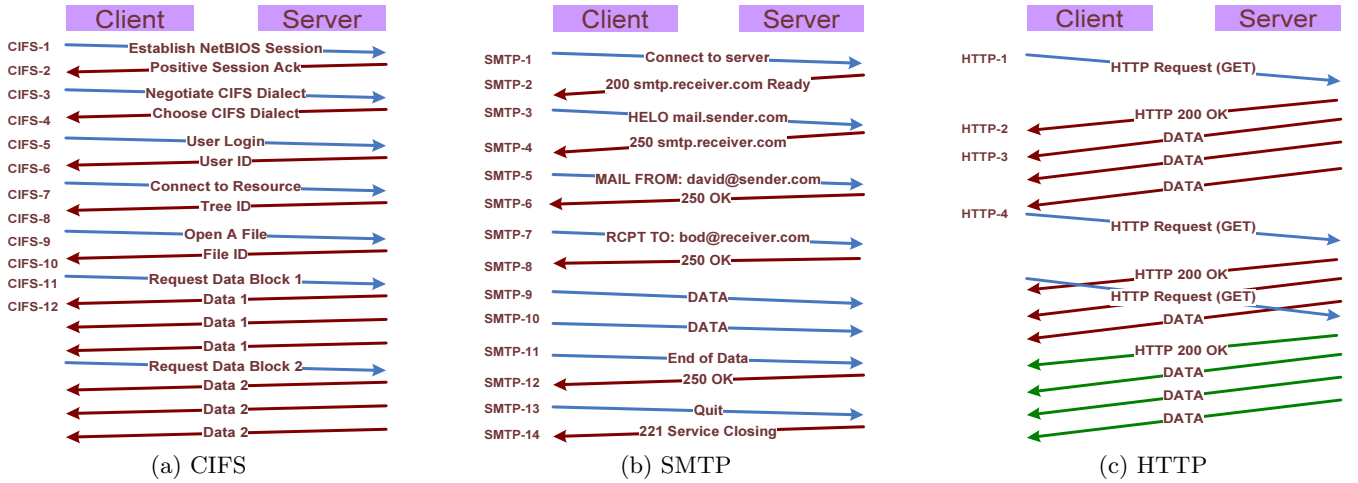 Client Server
CIFS-1 Establish NetBIOS Session
CIFS-2 Positive Session Ack
CIFS-3 Negotiate CIFS Dialect
CIFS-4 Choose CIFS Dialect
CIFS-5 User Login
CIFS-6 User ID
CIFS-7 Connect to Resource
CIFS-8 Tree ID
CIFS-9 Open A File
CIFS-10 File ID
CIFS-11 Request Data Block 1
CIFS-12 Data 1
Data 1
Data 1
Request Data Block 2
Data 2
Data 2
Data 2
(a) CIFS
Client Server
SMTP-1 Connect to server
SMTP-2 200 smtp.receiver.com Ready
SMTP-3 HELO mail.sender.com
SMTP-4 250 smtp.receiver.com
SMTP-5 MAIL FROM: david@sender.com
SMTP-6 250 OK
SMTP-7 RCPT TO: bod@receiver.com
SMTP-8 250 OK
SMTP-9 DATA
SMTP-10 DATA
SMTP-11 End of Data
SMTP-12 250 OK
SMTP-13 Quit
SMTP-14 221 Service Closing
(b) SMTP
Client Server
HTTP-1 HTTP Request (GET)
HTTP-2 HTTP 200 OK
HTTP-3 DATA
DATA
DATA
HTTP-4 HTTP Request (GET)
HTTP 200 OK
HTTP Request (GET)
DATA
HTTP 200 OK
DATA
DATA
DATA
(c) HTTP